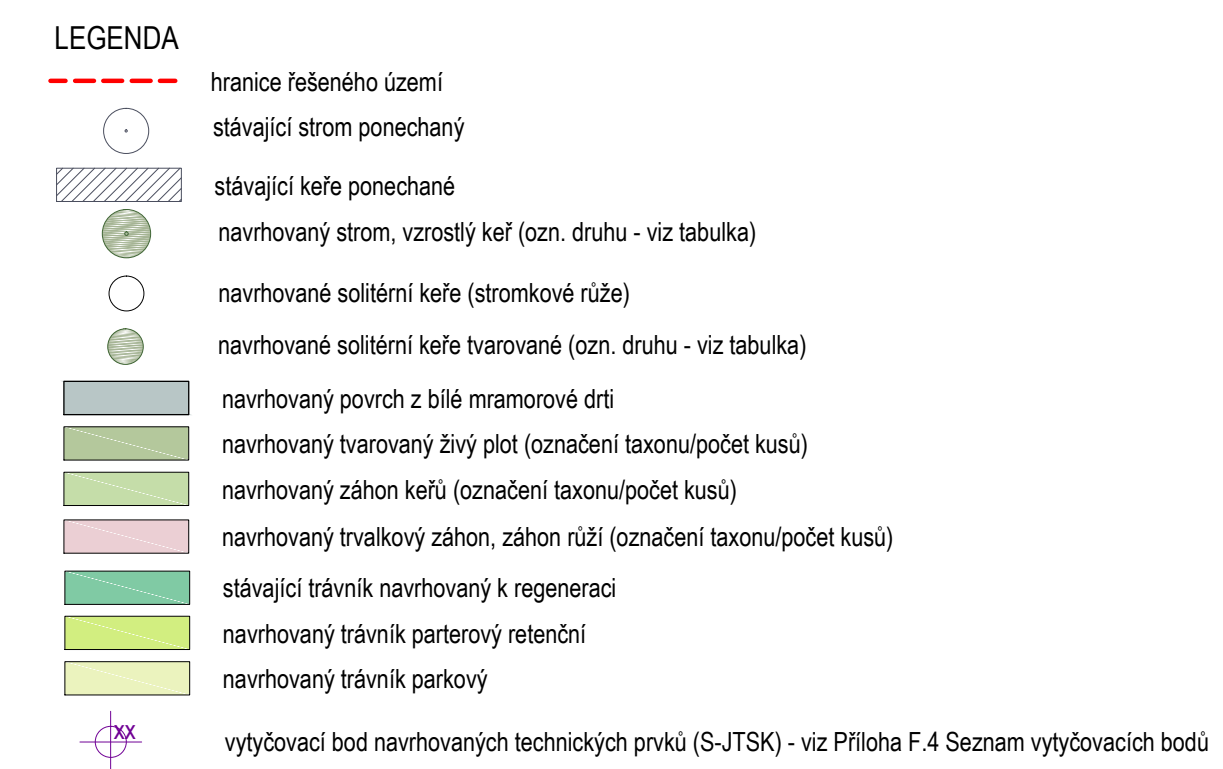 LEGENDA
hranice řešeného území
stávající strom ponechaný
stávající keře ponechané
navrhovaný strom, vzrostlý keř (ozn. druhu - viz tabulka)
navrhované solitérní keře (stromkové růže)
navrhované solitérní keře tvarované (ozn. druhu - viz tabulka)
navrhovaný povrch z bílé mramorové drti
navrhovaný tvarovaný živý plot (označení taxonu/počet kusů)
navrhovaný záhon keřů (označení taxonu/počet kusů)
navrhovaný trvalkový záhon, záhon růží (označení taxonu/počet kusů)
stávající trávník navrhovaný k regeneraci
navrhovaný trávník parterový retenční
navrhovaný trávník parkový
XX
vytyčovací bod navrhovaných technických prvků (S-JTSK) - viz Příloha F.4 Seznam vytyčovacích bodů